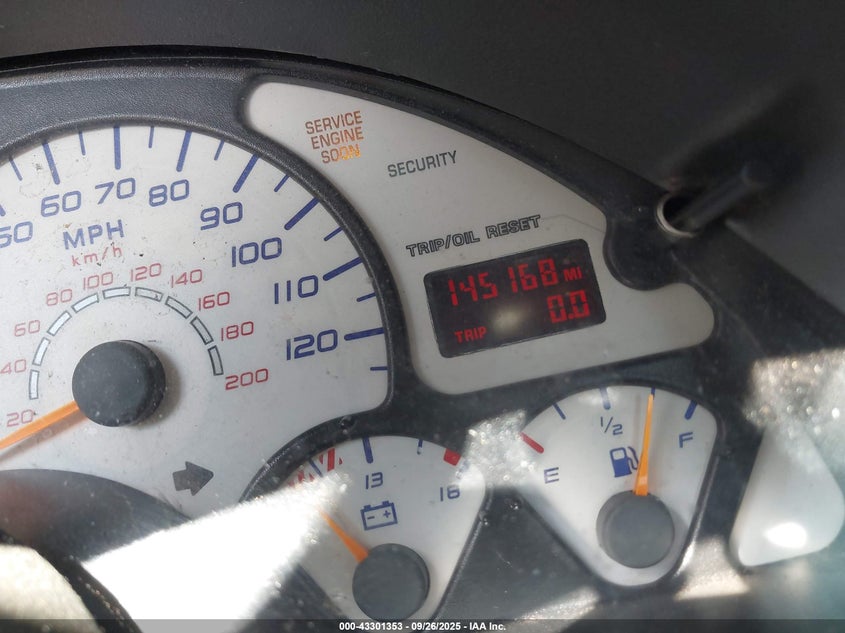 SERVICE
ENGINE
SOON
SECURITY
TRIP/OIL RESET
145168 MI
TRIP 0.0
60 70 80 90 100 110 120
MPH
km/h
20 40 60 80 100 120 140 160 180 200
13 18
E 1/2 F
000-43301353 - 09/26/2025 - IAA Inc.